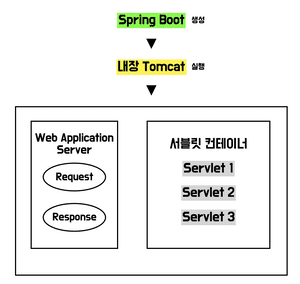 Spring Boot 생성
내장 Tomcat 실행
Web Application
Server
Request
Response
서블릿 컨테이너
Servlet 1
Servlet 2
Servlet 3